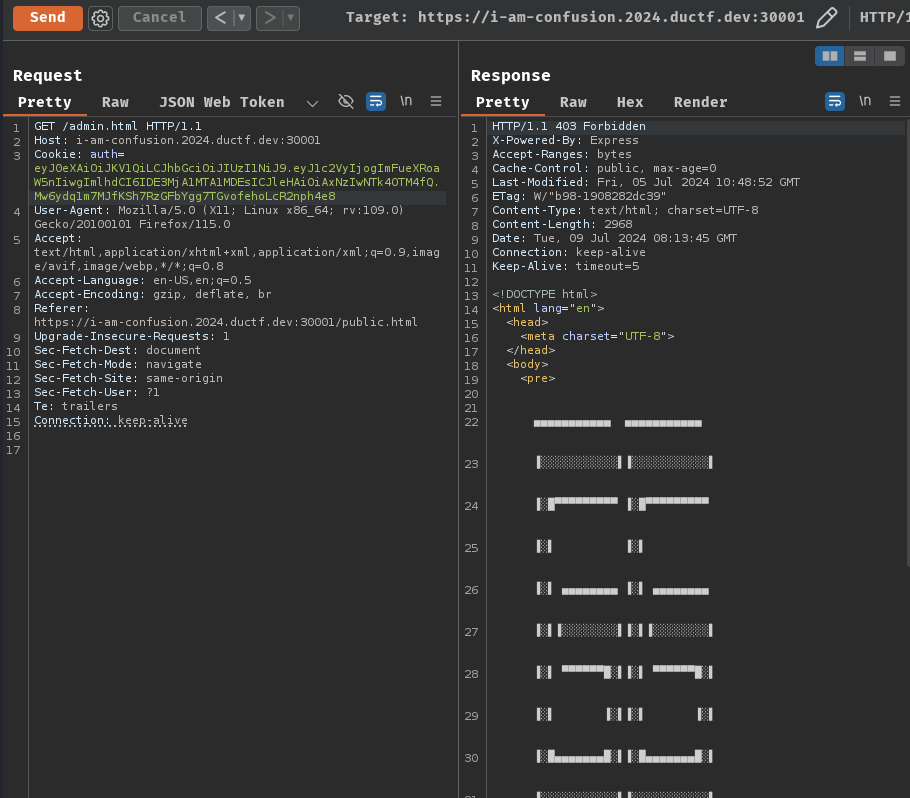 Send Cancel < ▼ > ▼ Target: https://i-am-confusion.2024.ductf.dev:30001 HTTP/1
Request
Pretty Raw JSON Web Token \n
1 GET /admin.html HTTP/1.1
2 Host: i-am-confusion.2024.ductf.dev:30001
3 Cookie: auth=
eyJ0eXAiOiJKV1QiLCJhbGciOiJIUzI1NiJ9.eyJ1c2VyIjogImFueXRoa
W5nIiwgImlhdCI6IDE3MjA1MTA1MDEsICJleHAiOiAxNzIwNTk4OTM4fQ.
Mw6ydq1m7MJfKSh7RzGFbYgg7TGvofehoLcR2nph4e8
4 User-Agent: Mozilla/5.0 (X11; Linux x86_64; rv:109.0)
Gecko/20100101 Firefox/115.0
5 Accept:
text/html,application/xhtml+xml,application/xml;q=0.9,imag
e/avif,image/webp,*/*;q=0.8
6 Accept-Language: en-US,en;q=0.5
7 Accept-Encoding: gzip, deflate, br
8 Referer:
https://i-am-confusion.2024.ductf.dev:30001/public.html
9 Upgrade-Insecure-Requests: 1
10 Sec-Fetch-Dest: document
11 Sec-Fetch-Mode: navigate
12 Sec-Fetch-Site: same-origin
13 Sec-Fetch-User: ?1
14 Te: trailers
15 Connection: keep-alive
16
17
Response
Pretty Raw Hex Render \n
1 HTTP/1.1 403 Forbidden
2 X-Powered-By: Express
3 Accept-Ranges: bytes
4 Cache-Control: public, max-age=0
5 Last-Modified: Fri, 05 Jul 2024 10:48:52 GMT
6 ETag: W/"b98-1908282dc39"
7 Content-Type: text/html; charset=UTF-8
8 Content-Length: 2968
9 Date: Tue, 09 Jul 2024 08:13:45 GMT
10 Connection: keep-alive
11 Keep-Alive: timeout=5
12
13 <!DOCTYPE html>
14 <html lang="en">
15 <head>
16 <meta charset="UTF-8">
17 </head>
18 <body>
19 <pre>
20
21
22
23
24
25
26
27
28
29
30